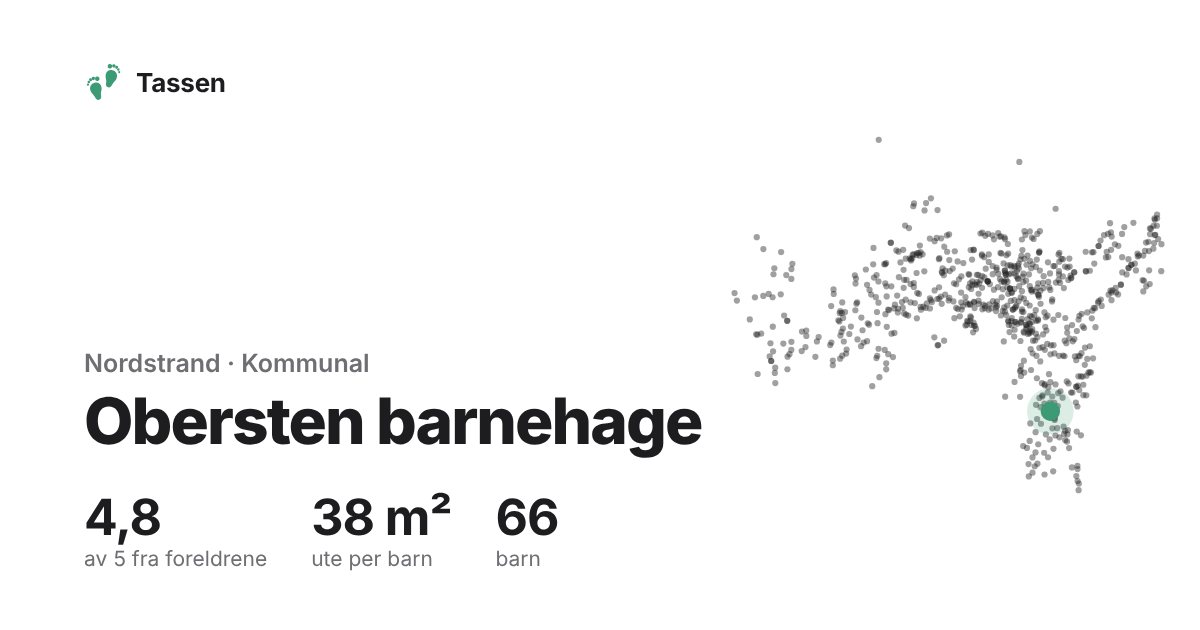 Tassen
Nordstrand · Kommunal
Obersten barnehage
4,8
av 5 fra foreldrene
38 m²
ute per barn
66
barn